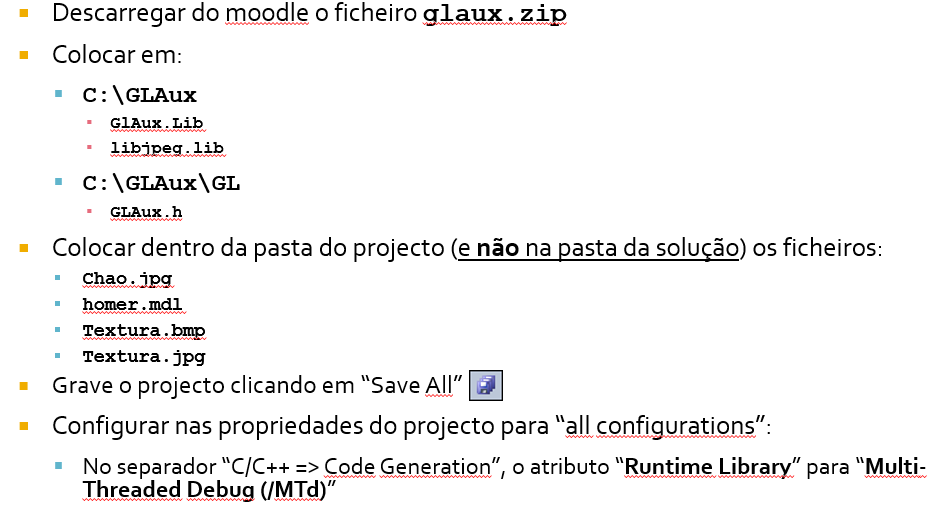 Descarregar do moodle o ficheiro glaux.zip
Colocar em:
C:\GLAux
GlAux.Lib
libjpeg.lib
C:\GLAux\GL
GLAux.h
Colocar dentro da pasta do projecto (e não na pasta da solução) os ficheiros:
Chao.jpg
homer.mdl
Textura.bmp
Textura.jpg
Grave o projecto clicando em “Save All”
Configurar nas propriedades do projecto para “all configurations”:
No separador “C/C++ => Code Generation”, o atributo “Runtime Library” para “Multi-
Threaded Debug (/MTd)”